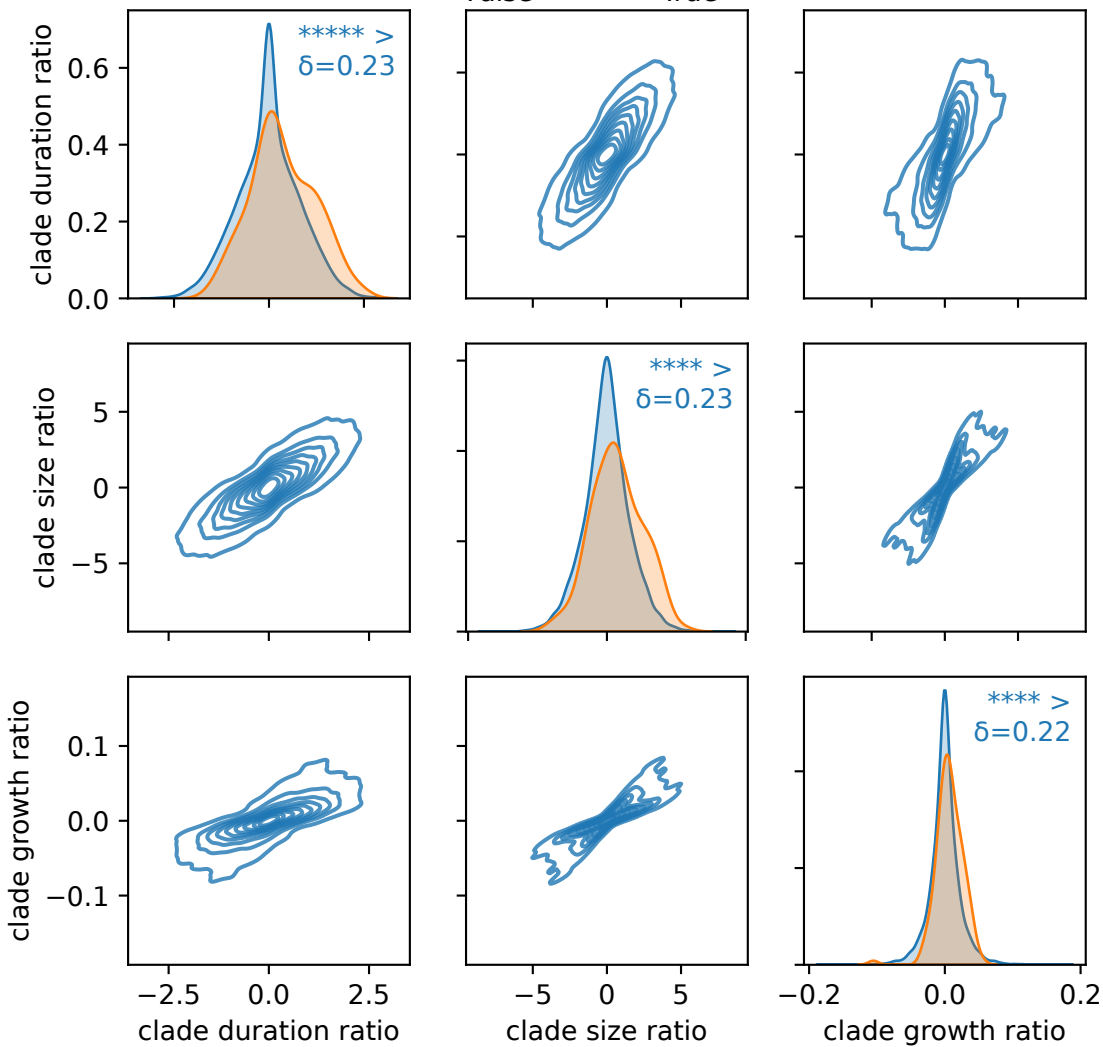 clade duration ratio
0.6
0.4
0.2
0.0
***** >
δ=0.23
clade size ratio
5
0
−5
**** >
δ=0.23
clade growth ratio
0.1
0.0
−0.1
**** >
δ=0.22
−2.5 0.0 2.5
−5 0 5
−0.2 0.0 0.2
clade duration ratio
clade size ratio
clade growth ratio